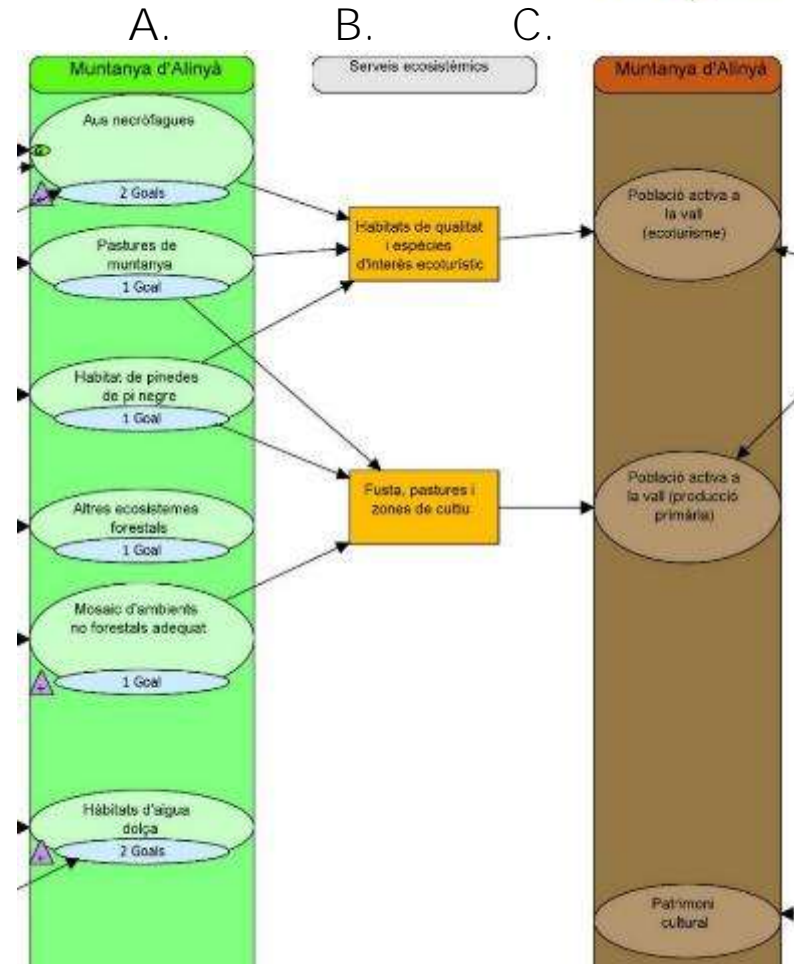 A. B. C.
Muntanya d'Alinyà
Serveis ecosistèmics
Muntanya d'Alinyà
Aus necròfagues
2 Goals
Pastures de
muntanya
1 Goal
Habitat de pinedes
de pi negre
1 Goal
Altres ecosistemes
forestals
1 Goal
Mosaic d'ambients
no forestals adequat
1 Goal
Hàbitats d'aigua
dolça
2 Goals
Habitats de qualitat
i espècies
d'interès ecoturístic
Fusta, pastures i
zones de cultiu
Població activa a
la vall
(ecoturisme)
Població activa a
la vall (producció
primària)
Patrimoni
cultural